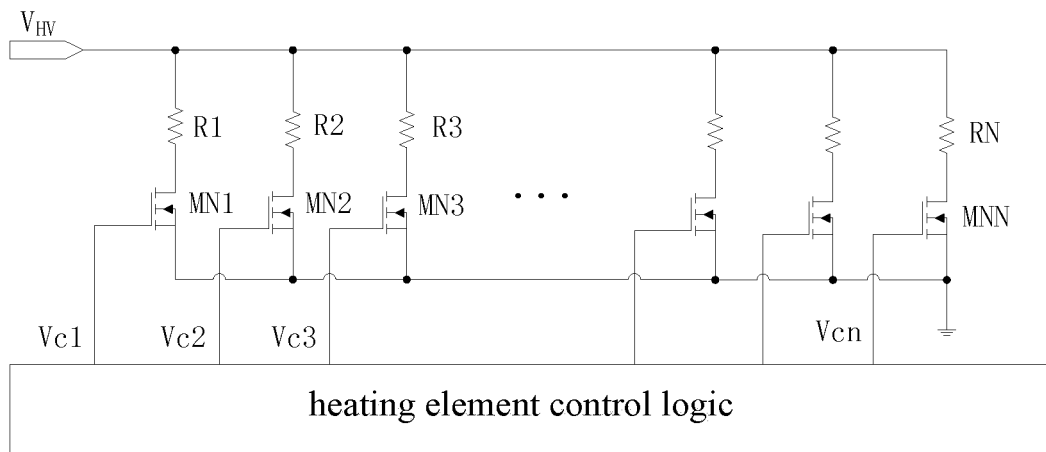 VHV
R1
R2
R3
RN
MN1
MN2
MN3
...
MNN
Vc1
Vc2
Vc3
Vcn
heating element control logic